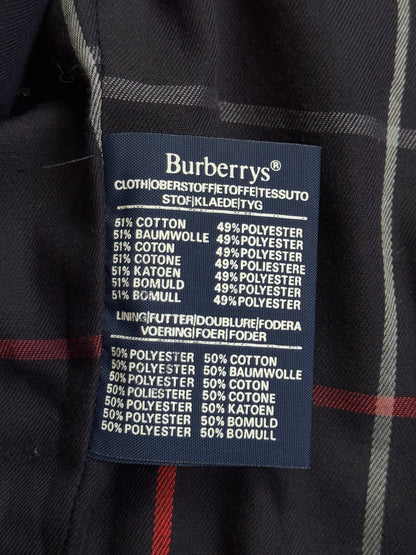 Burberrys®
CLOTH|OBERSTOFF|ETOFFE|TESSUTO
STOF|KLAEDE|TYG
51% COTTON 49% POLYESTER
51% BAUMWOLLE 49% POLYESTER
51% COTON 49% POLYESTER
51% COTONE 49% POLIESTERE
51% KATOEN 49% POLYESTER
51% BOMULD 49% POLYESTER
51% BOMULL 49% POLYESTER
LINING|FUTTER|DOUBLURE|FODERA
VOERING|FOER|FODER
50% POLYESTER 50% COTTON
50% POLYESTER 50% BAUMWOLLE
50% POLYESTER 50% COTON
50% POLIESTERE 50% COTONE
50% POLYESTER 50% KATOEN
50% POLYESTER 50% BOMULD
50% POLYESTER 50% BOMULL